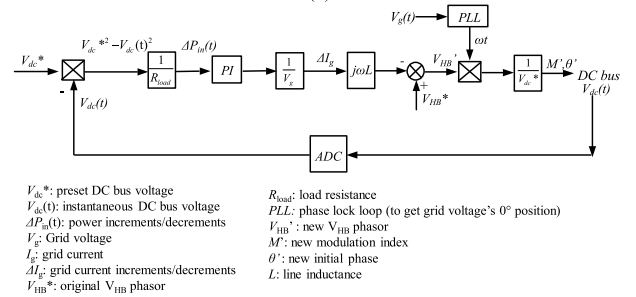 V_g(t)
PLL
V_dc*² − V_dc(t)²
ΔP_in(t)
ΔI_g
V_HB'
ωt
M',θ'
V_dc*
1/R_load
PI
1/V_g
jωL
1/V_dc*
DC bus
V_dc(t)
-
-
+
V_dc(t)
V_HB*
ADC
V_dc*: preset DC bus voltage
V_dc(t): instantaneous DC bus voltage
ΔP_in(t): power increments/decrements
V_g: Grid voltage
I_g: grid current
ΔI_g: grid current increments/decrements
V_HB*: original V_HB phasor
R_load: load resistance
PLL: phase lock loop (to get grid voltage's 0° position)
V_HB' : new V_HB phasor
M': new modulation index
θ': new initial phase
L: line inductance